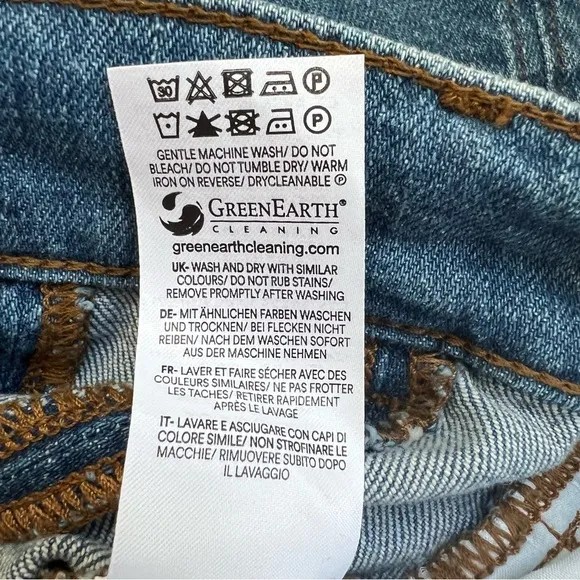 30 P
P
GENTLE MACHINE WASH/ DO NOT
BLEACH/ DO NOT TUMBLE DRY/ WARM
IRON ON REVERSE/ DRYCLEANABLE Ⓟ
GREENEARTH®
CLEANING
greenearthcleaning.com
UK- WASH AND DRY WITH SIMILAR
COLOURS/ DO NOT RUB STAINS/
REMOVE PROMPTLY AFTER WASHING
DE- MIT ÄHNLICHEN FARBEN WASCHEN
UND TROCKNEN/ BEI FLECKEN NICHT
REIBEN/ NACH DEM WASCHEN SOFORT
AUS DER MASCHINE NEHMEN
FR- LAVER ET FAIRE SÉCHER AVEC DES
COULEURS SIMILAIRES/ NE PAS FROTTER
LES TACHES/ RETIRER RAPIDEMENT
APRÈS LE LAVAGE
IT- LAVARE E ASCIUGARE CON CAPI DI
COLORE SIMILE/ NON STROFINARE LE
MACCHIE/ RIMUOVERE SUBITO DOPO
IL LAVAGGIO